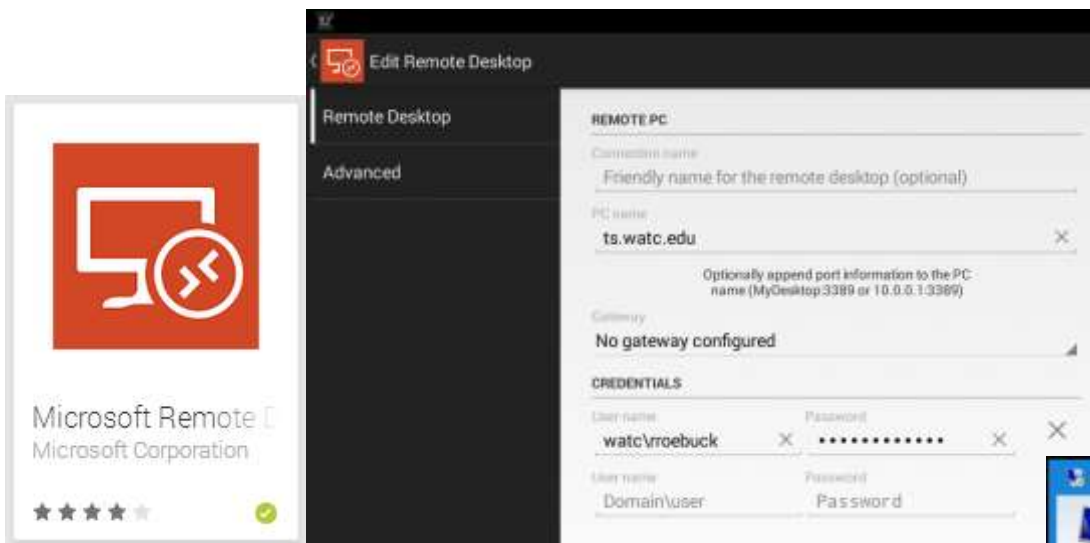 Microsoft Remote
Microsoft Corporation
Edit Remote Desktop
Remote Desktop
Advanced
REMOTE PC
Connection name
Friendly name for the remote desktop (optional)
PC name
ts.watc.edu
Optionally append port information to the PC
name (MyDesktop:3389 or 10.0.0.1:3389)
Gateway
No gateway configured
CREDENTIALS
User name Password
watc\rroebuck ••••••••••••
User name Password
Domain\user Password